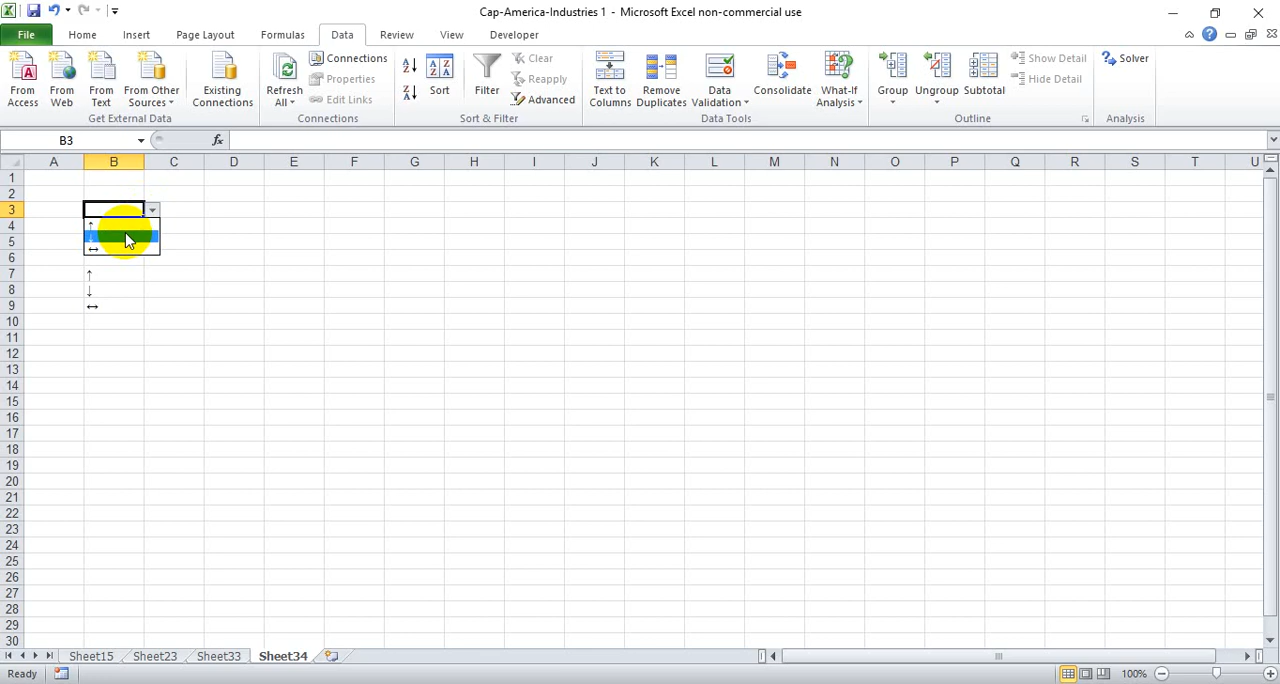 Cap-America-Industries 1 - Microsoft Excel non-commercial use
File Home Insert Page Layout Formulas Data Review View Developer
From Access
From Web
From Text
From Other Sources
Existing Connections
Get External Data
Refresh All
Connections
Properties
Edit Links
Connections
A Z
Z A
Sort
Filter
Clear
Reapply
Advanced
Sort & Filter
Text to Columns
Remove Duplicates
Data Validation
Consolidate
What-If Analysis
Data Tools
Group
Ungroup
Subtotal
Show Detail
Hide Detail
Outline
Solver
Analysis
B3 fx
A B C D E F G H I J K L M N O P Q R S T U
1
2
3
4 ↑
5 ↓
6 ↔
7 ↑
8 ↓
9 ↔
10
11
12
13
14
15
16
17
18
19
20
21
22
23
24
25
26
27
28
29
30
Sheet15 Sheet23 Sheet33 Sheet34
Ready 100%